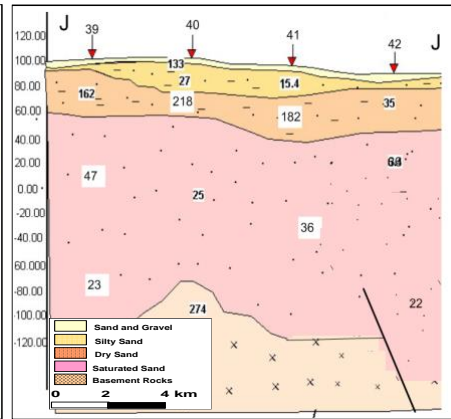 J J
39 40 41 42
120.00
100.00
80.00
60.00
40.00
20.00
0.00
-20.00
-40.00
-60.000
-80.00
-100.00
-120.00
133
27 15.4
162 218 182 35
47
25
36
23
22
274
Sand and Gravel
Silty Sand
Dry Sand
Saturated Sand
Basement Rocks
0 2 4 km